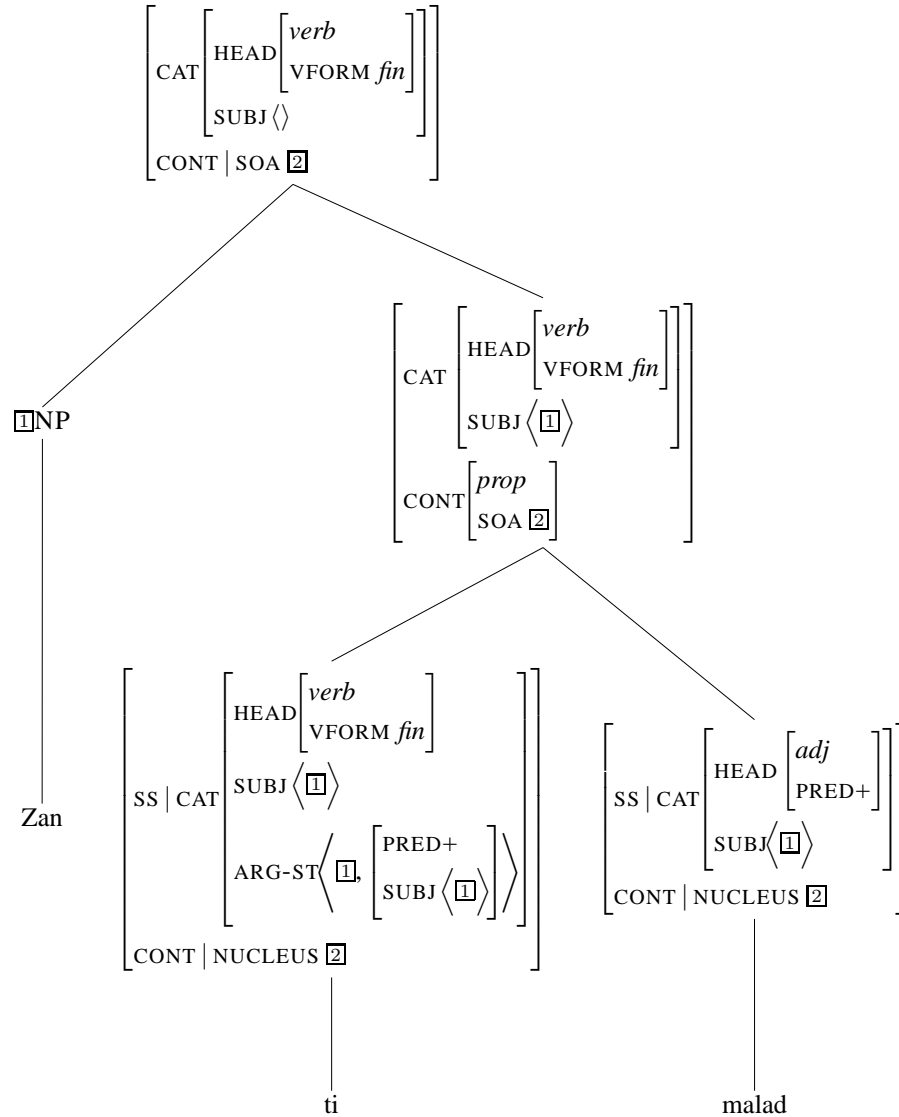 verb
HEAD
CAT VFORM fin
SUBJ ⟨⟩
CONT | SOA 2
verb
HEAD
VFORM fin
CAT
SUBJ ⟨ 1 ⟩
1 NP
prop
CONT
SOA 2
verb
HEAD
VFORM fin
SUBJ ⟨ 1 ⟩
SS | CAT
PRED+
ARG-ST ⟨ 1 , ⟩
SUBJ ⟨ 1 ⟩
CONT | NUCLEUS 2
adj
HEAD
PRED+
SS | CAT
SUBJ ⟨ 1 ⟩
CONT | NUCLEUS 2
Zan
ti
malad